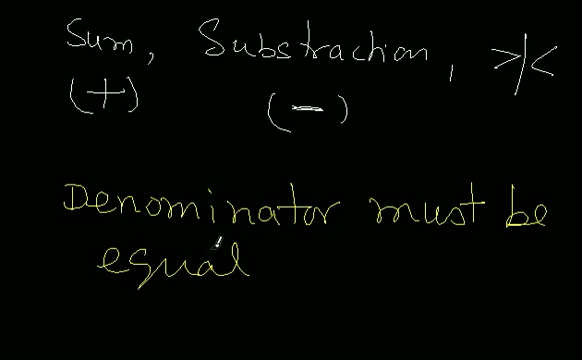 Sum, Substraction, >/<
(+) (-)
Denominator must be
equal